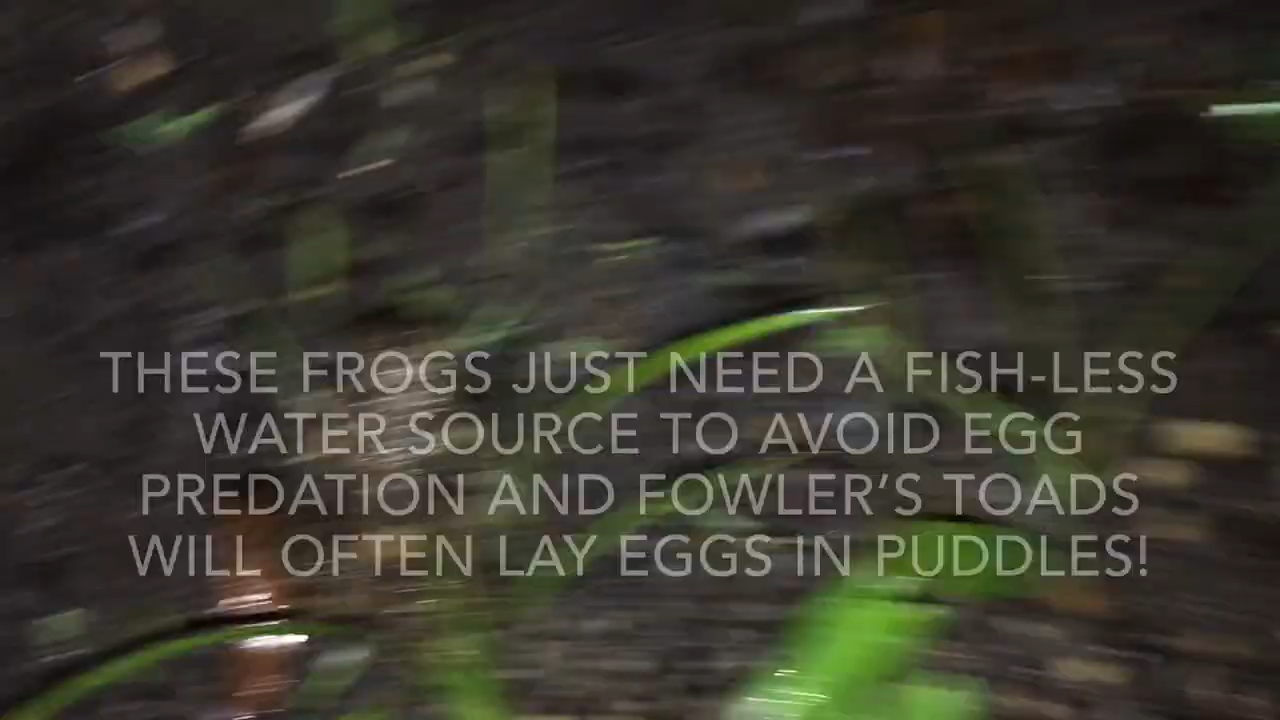 THESE FROGS JUST NEED A FISH-LESS
WATER SOURCE TO AVOID EGG
PREDATION AND FOWLER’S TOADS
WILL OFTEN LAY EGGS IN PUDDLES!